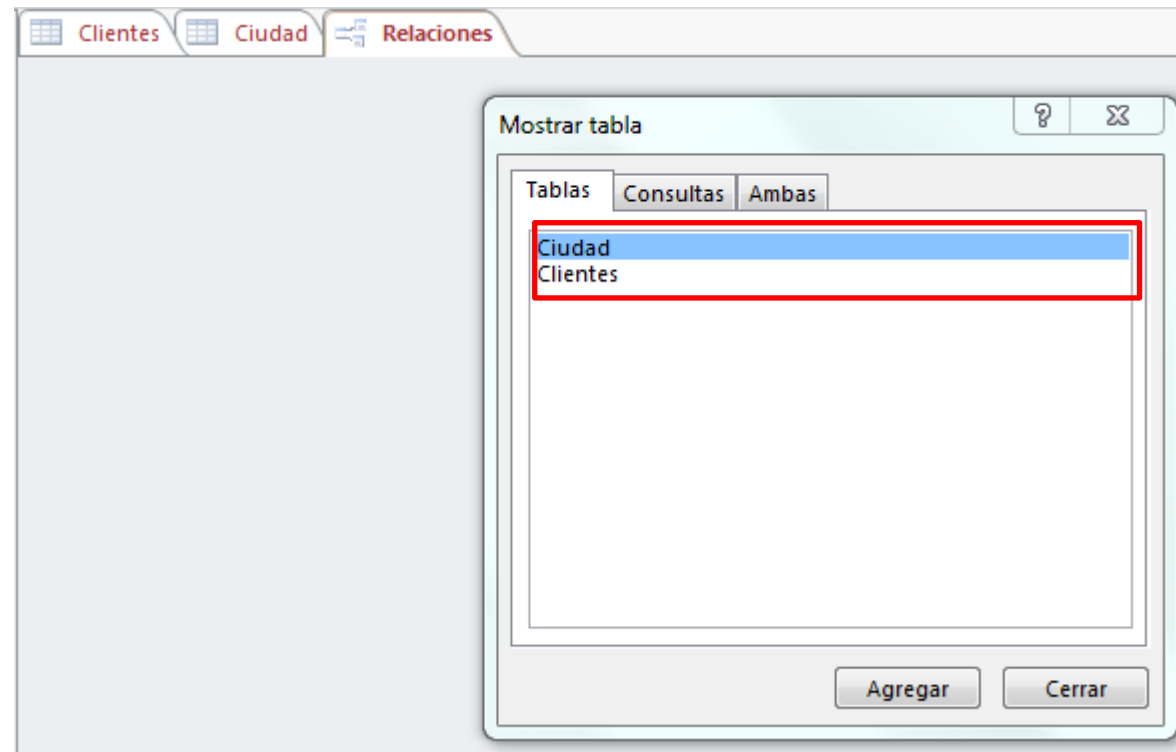 Clientes Ciudad Relaciones
Mostrar tabla
Tablas Consultas Ambas
Ciudad
Clientes
Agregar Cerrar